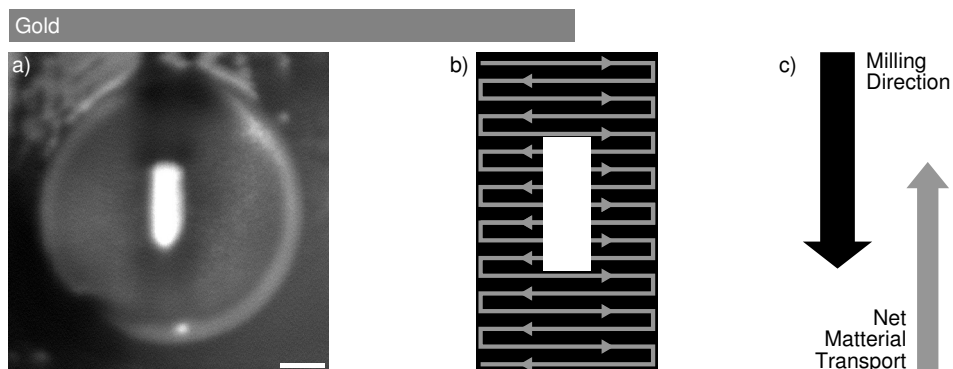 Gold
a)
b)
c)
Milling
Direction
Net
Matterial
Transport